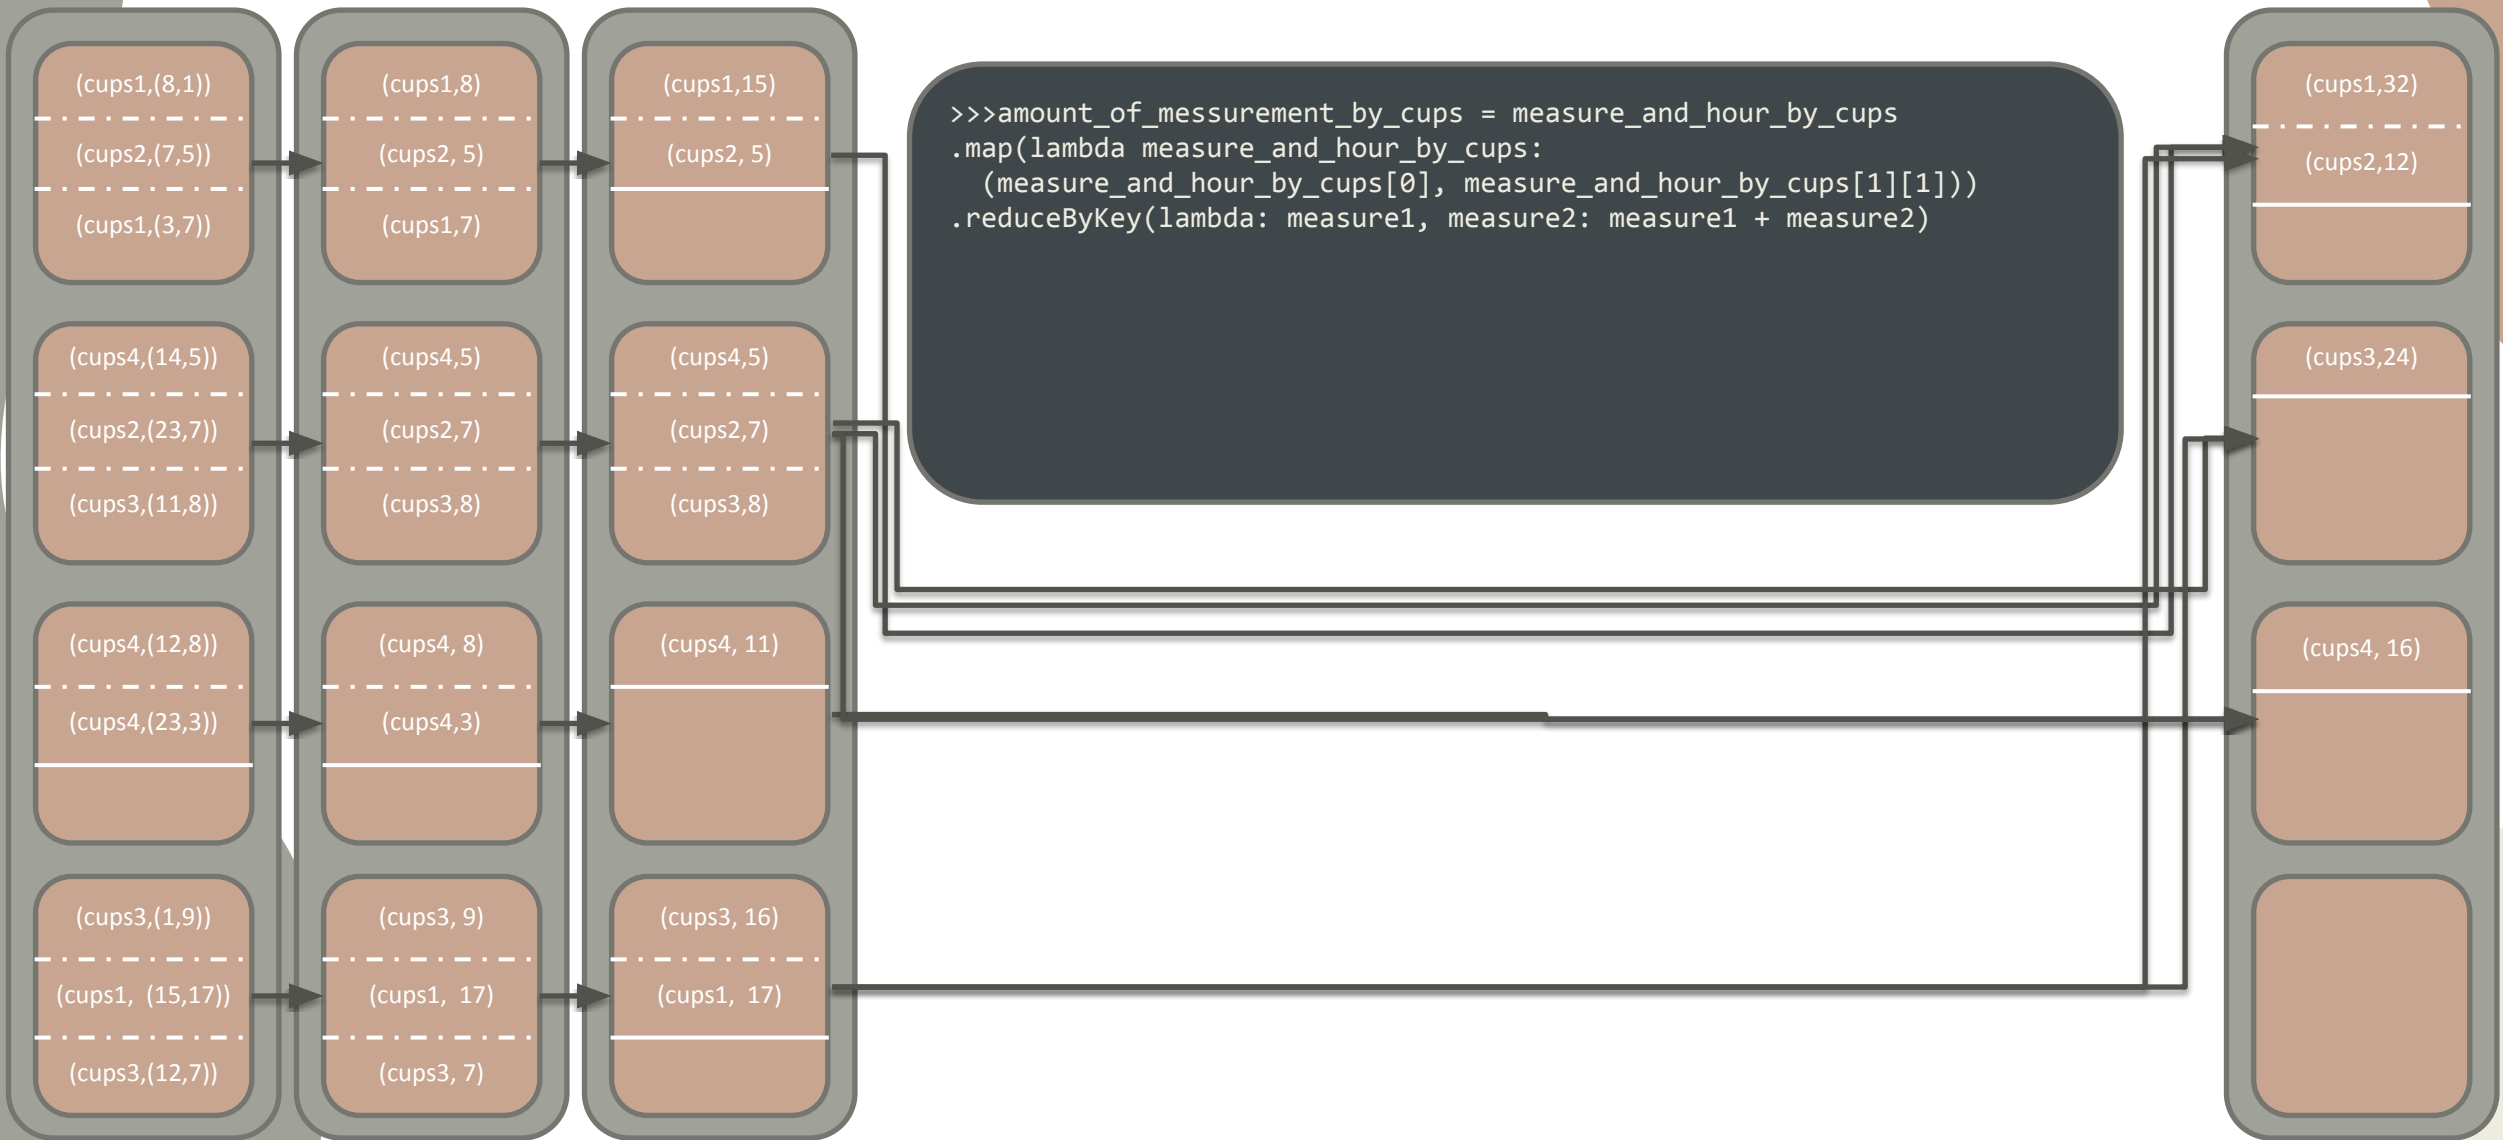 (cups1,(8,1))
(cups2,(7,5))
(cups1,(3,7))
(cups4,(14,5))
(cups2,(23,7))
(cups3,(11,8))
(cups4,(12,8))
(cups4,(23,3))
(cups3,(1,9))
(cups1, (15,17))
(cups3,(12,7))
(cups1,8)
(cups2, 5)
(cups1,7)
(cups4,5)
(cups2,7)
(cups3,8)
(cups4, 8)
(cups4,3)
(cups3, 9)
(cups1, 17)
(cups3, 7)
(cups1,15)
(cups2, 5)
(cups4,5)
(cups2,7)
(cups3,8)
(cups4, 11)
(cups3, 16)
(cups1, 17)
>>>amount_of_messurement_by_cups = measure_and_hour_by_cups
.map(lambda measure_and_hour_by_cups:
(measure_and_hour_by_cups[0], measure_and_hour_by_cups[1][1]))
.reduceByKey(lambda: measure1, measure2: measure1 + measure2)
(cups1,32)
(cups2,12)
(cups3,24)
(cups4, 16)